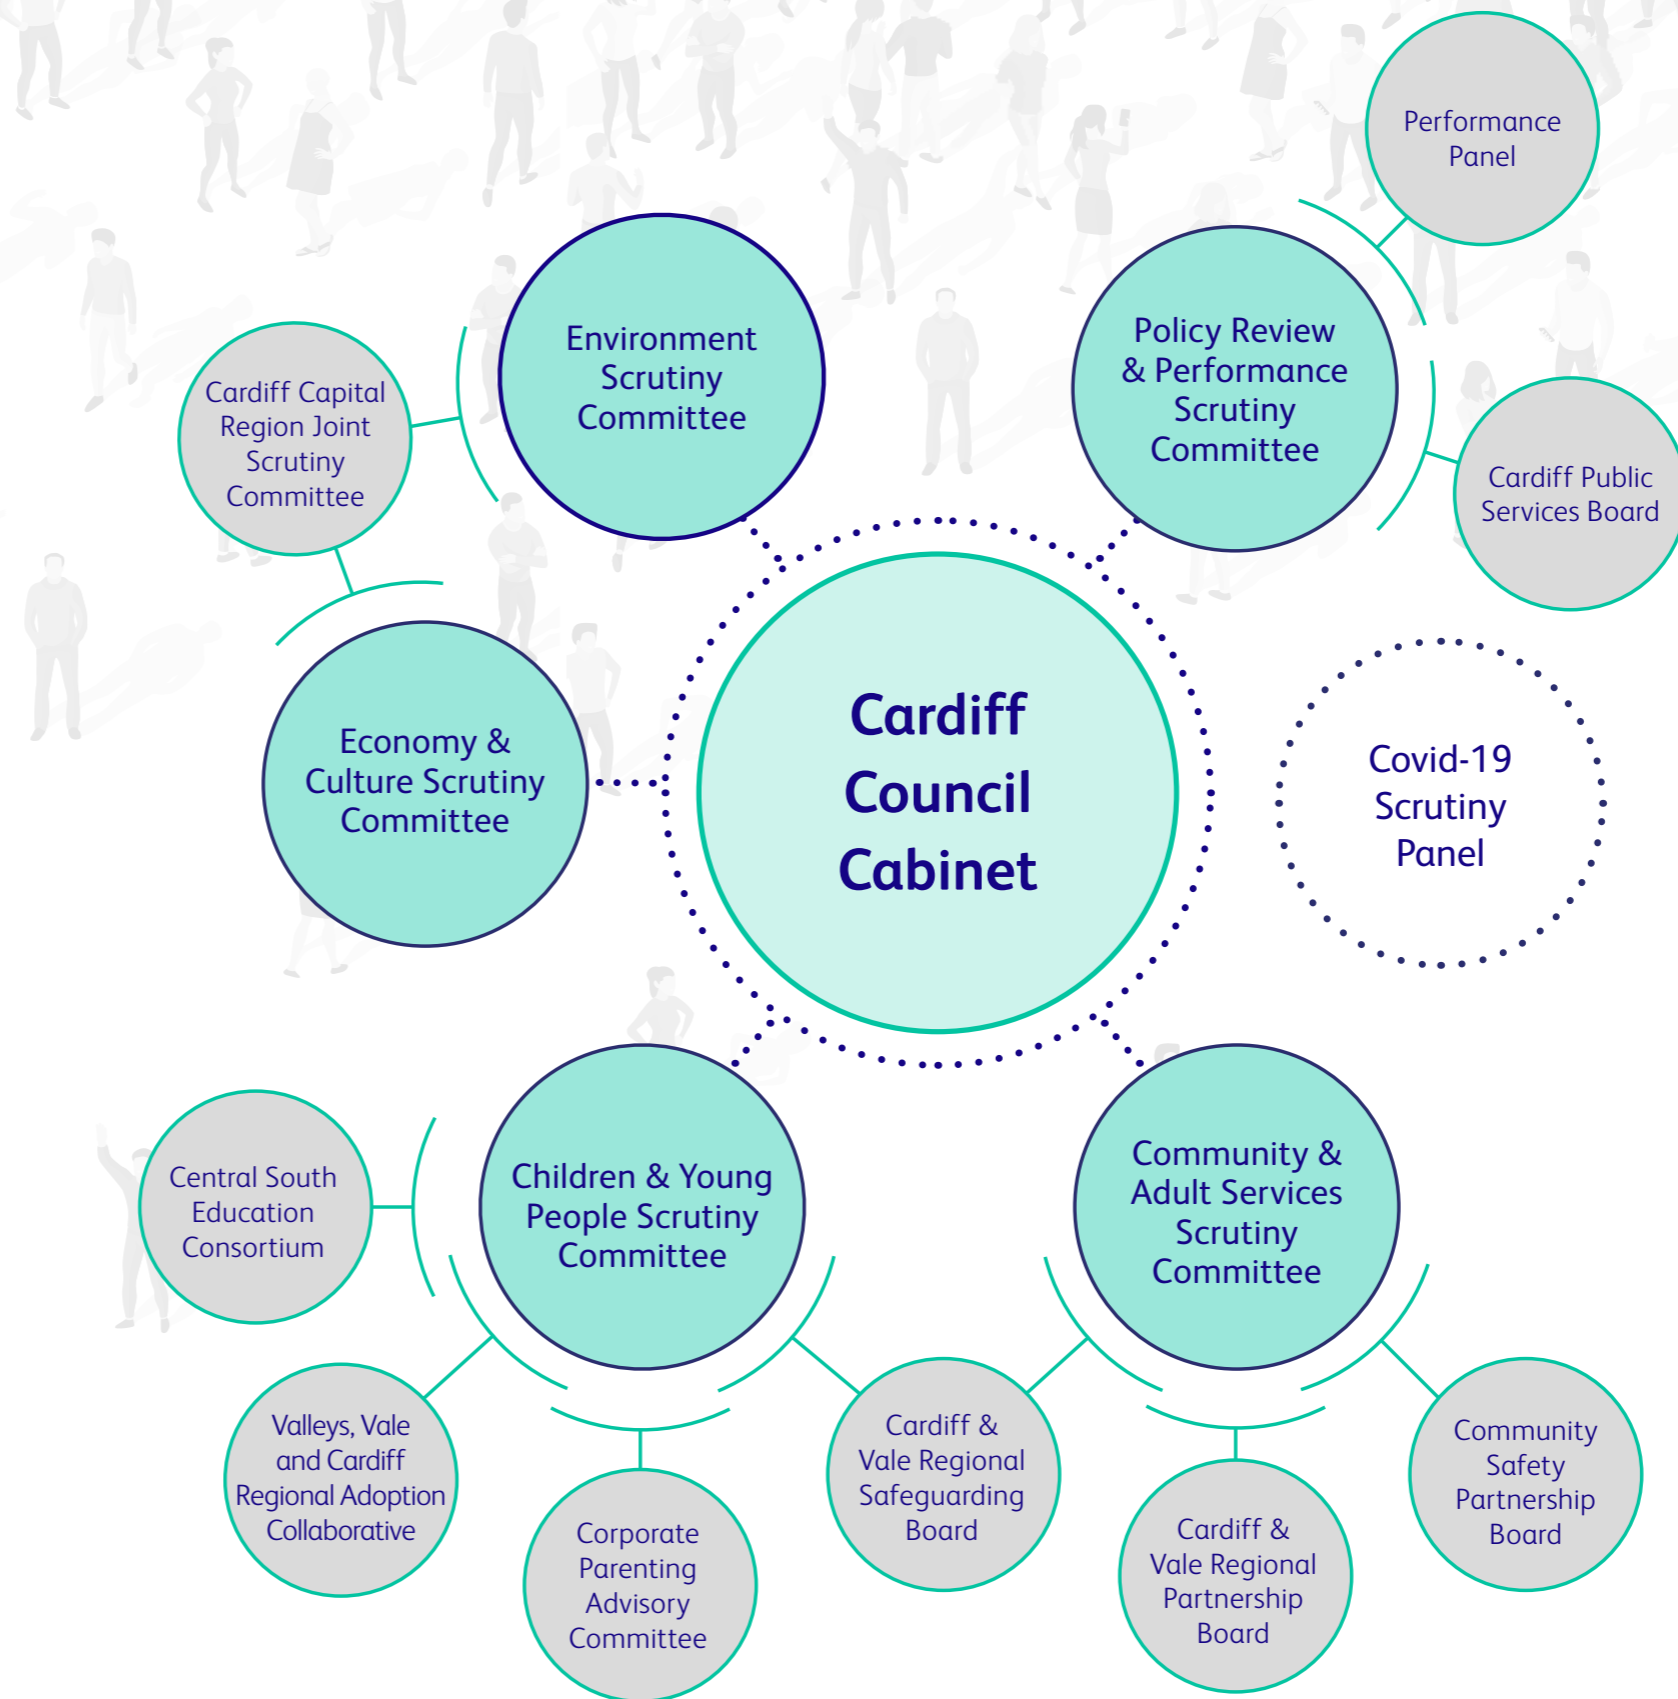 Performance
Panel
Environment
Scrutiny
Committee
Policy Review
& Performance
Scrutiny
Committee
Cardiff Capital
Region Joint
Scrutiny
Committee
Cardiff Public
Services Board
Economy &
Culture Scrutiny
Committee
Cardiff
Council
Cabinet
Covid-19
Scrutiny
Panel
Central South
Education
Consortium
Children & Young
People Scrutiny
Committee
Community &
Adult Services
Scrutiny
Committee
Valleys, Vale
and Cardiff
Regional Adoption
Collaborative
Corporate
Parenting
Advisory
Committee
Cardiff &
Vale Regional
Safeguarding
Board
Cardiff &
Vale Regional
Partnership
Board
Community
Safety
Partnership
Board